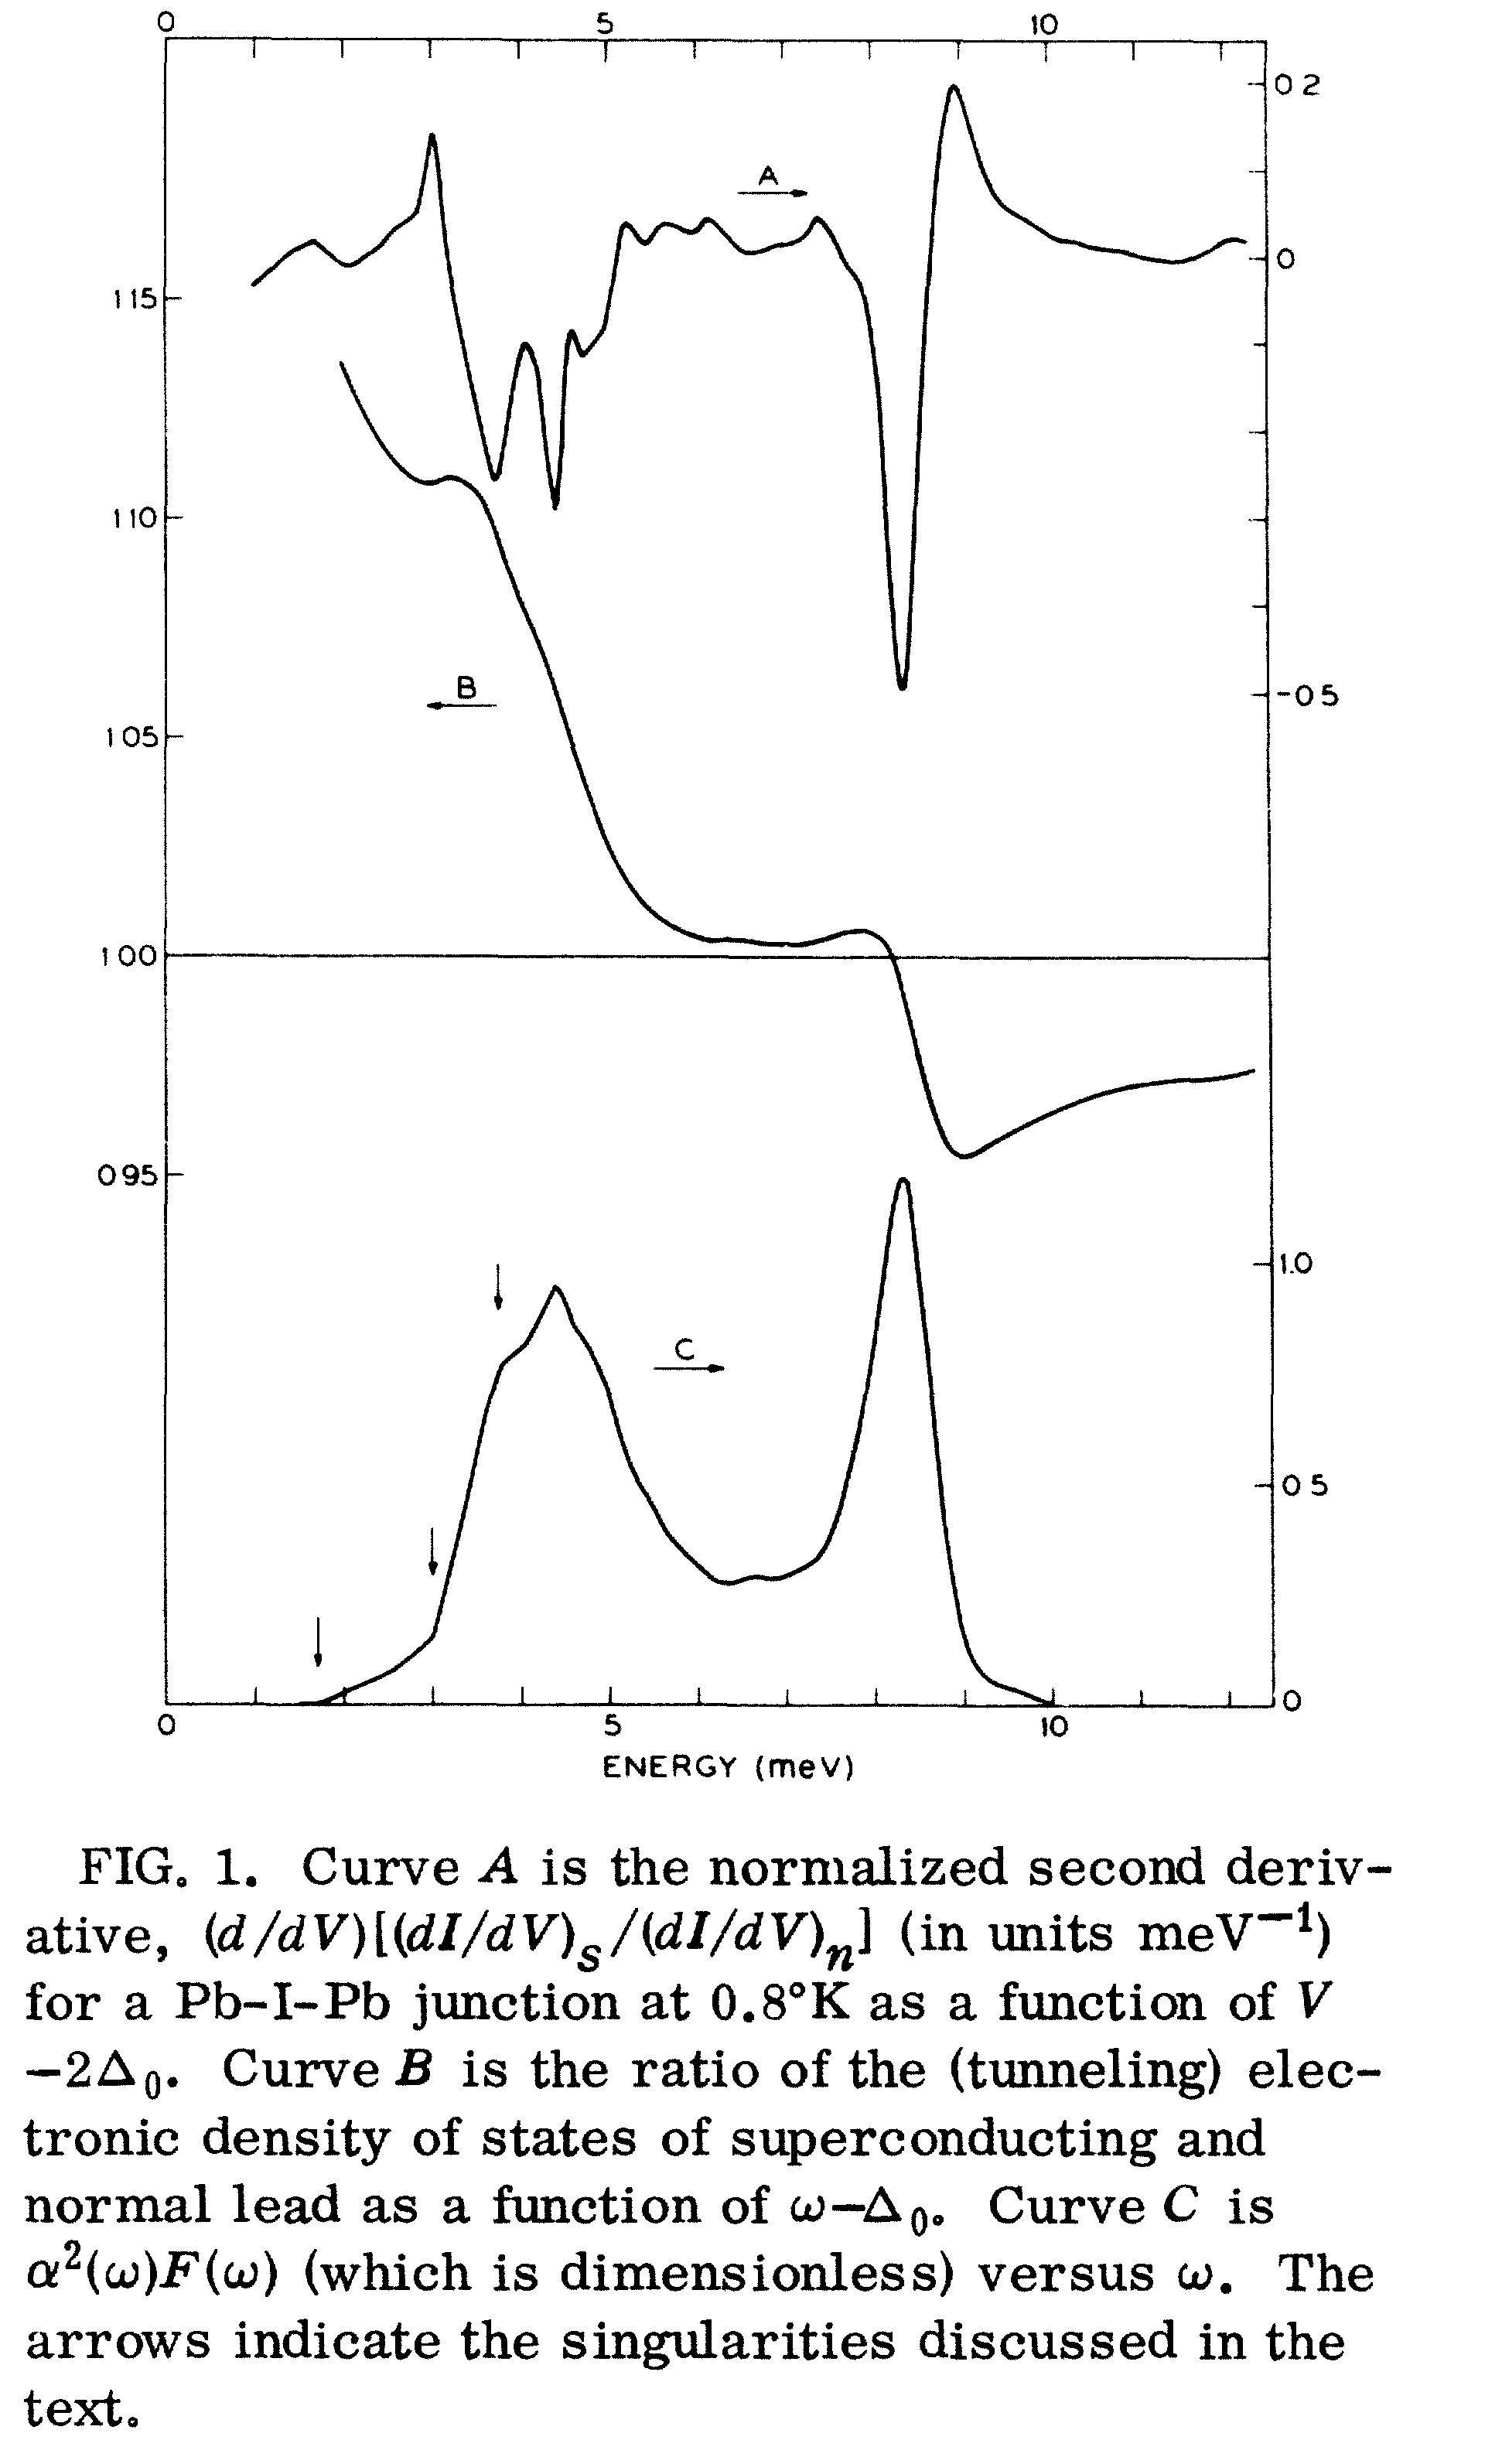 0 5 10
0 2
A
0
1 15
1 10
B
-0 5
1 05
1 00
0 95
1.0
C
0 5
0
0 5 10
ENERGY (meV)
FIG. 1. Curve A is the normalized second deriv-
ative, (d/dV)[(dI/dV)ₛ/(dI/dV)ₙ] (in units meV⁻¹)
for a Pb-I-Pb junction at 0.8°K as a function of V
−2Δ₀. Curve B is the ratio of the (tunneling) elec-
tronic density of states of superconducting and
normal lead as a function of ω−Δ₀. Curve C is
α²(ω)F(ω) (which is dimensionless) versus ω. The
arrows indicate the singularities discussed in the
text.